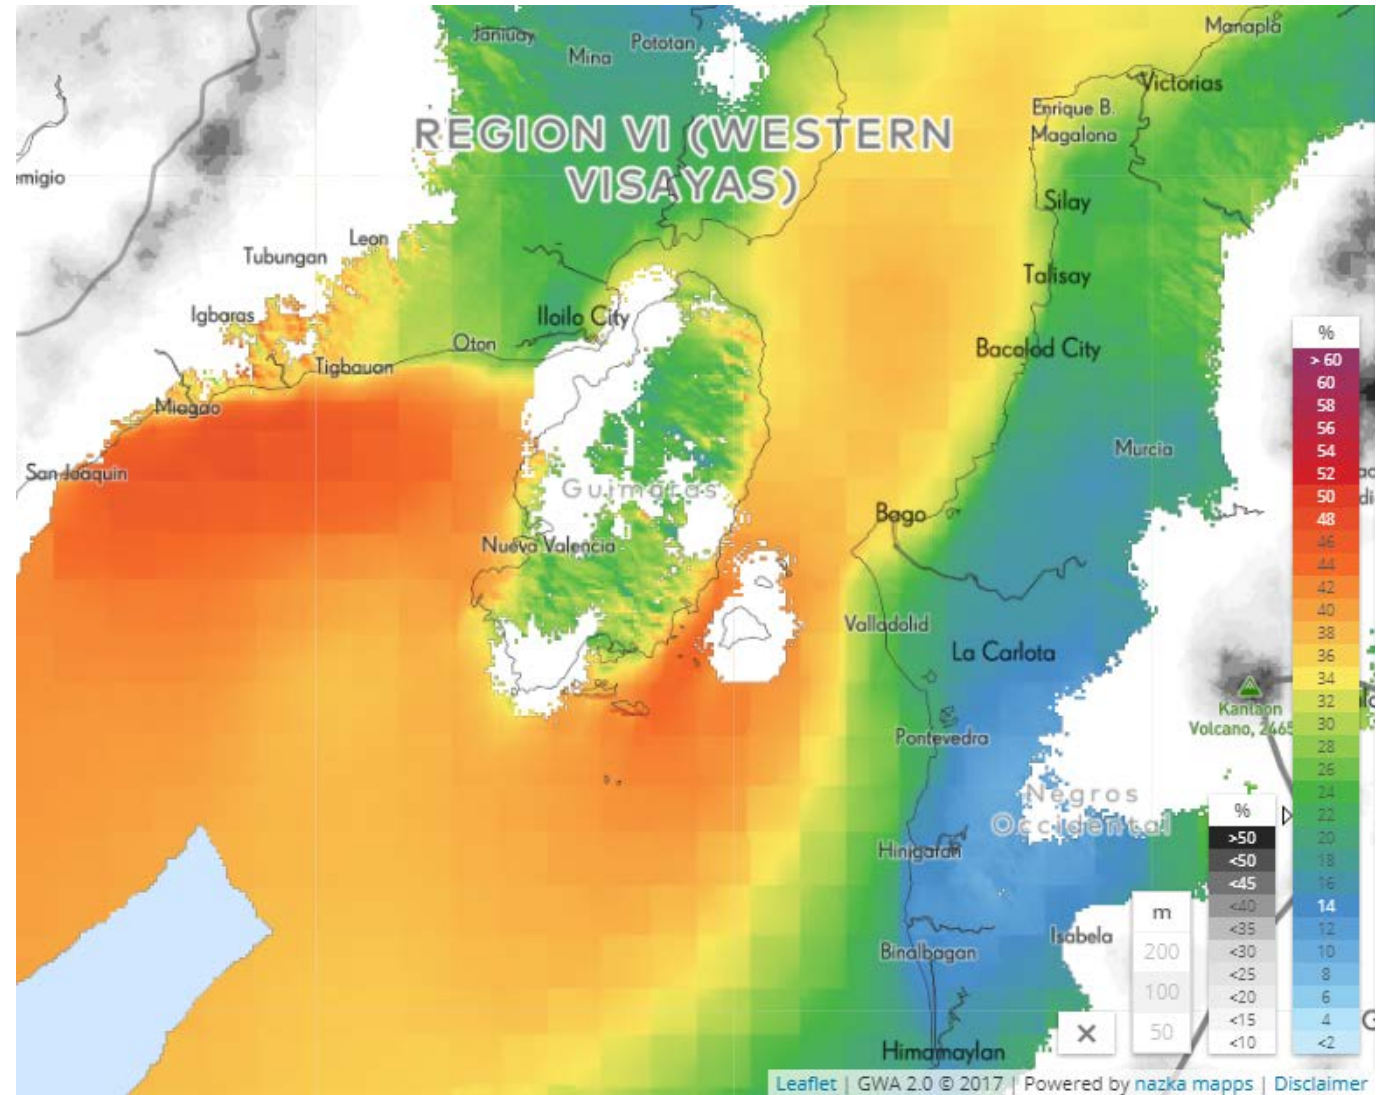 Janiuay
Mina
Pototan
Manapla
Victorias
Enrique B.
Magalona
REGION VI (WESTERN
VISAYAS)
emigio
Silay
Leon
Tubungan
Talisay
Igbaras
Iloilo City
Oton
Bacolod City
Tigbauan
Miagao
San Joaquin
Murcia
Guimaras
Bago
Nueva Valencia
Valladolid
La Carlota
Kanlaon
Volcano, 2465
Pontevedra
Negros
Occidental
Hinigaran
Isabela
Binalbagan
Himamaylan
%
> 60
60
58
56
54
52
50
48
46
44
42
40
38
36
34
32
30
28
26
24
22
20
18
16
14
12
10
8
6
4
<2
%
>50
<50
<45
<40
<35
<30
<25
<20
<15
<10
m
200
100
50
Leaflet | GWA 2.0 © 2017 | Powered by nazka mapps | Disclaimer